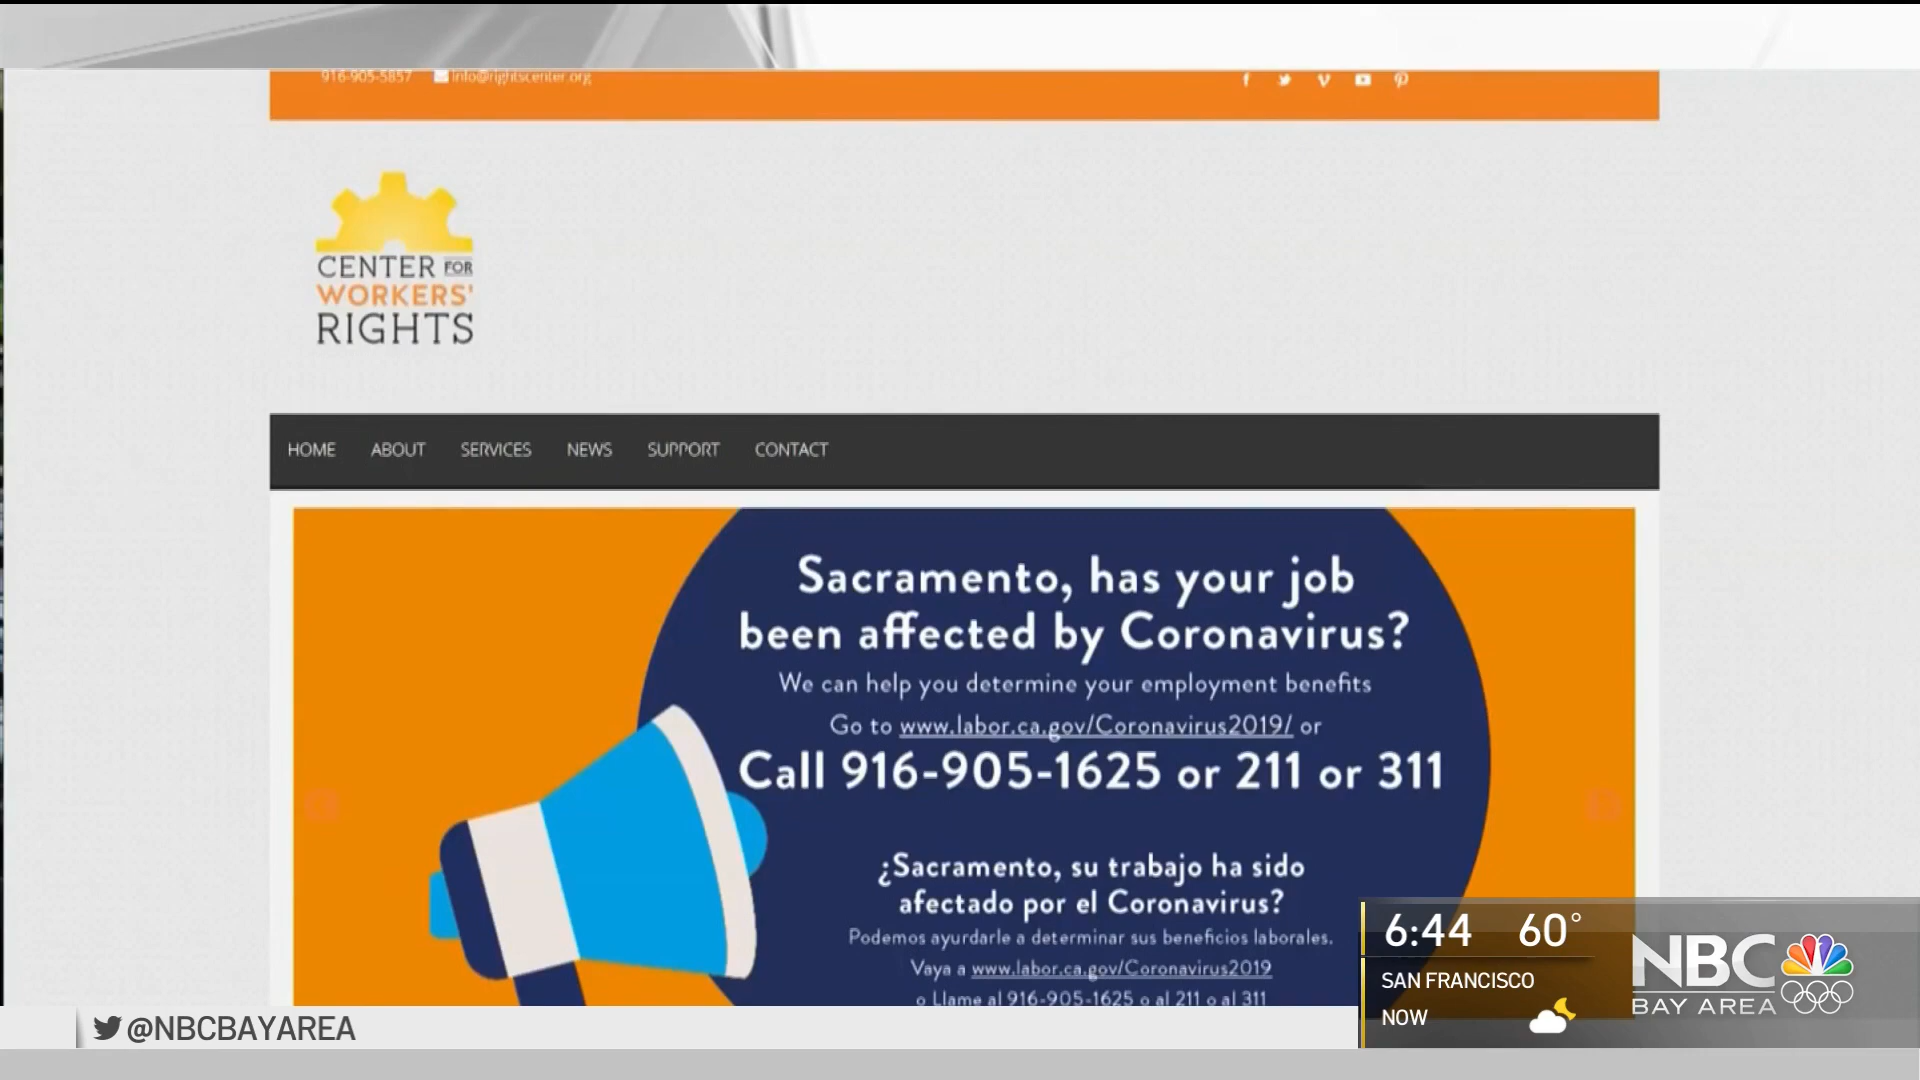 916-905-5857 info@rightscenter.org
CENTER FOR
WORKERS'
RIGHTS
HOME ABOUT SERVICES NEWS SUPPORT CONTACT
Sacramento, has your job
been affected by Coronavirus?
We can help you determine your employment benefits
Go to www.labor.ca.gov/Coronavirus2019/ or
Call 916-905-1625 or 211 or 311
¿Sacramento, su trabajo ha sido
afectado por el Coronavirus?
Podemos ayurdarle a determinar sus beneficios laborales.
Vaya a www.labor.ca.gov/Coronavirus2019
o Llame al 916-905-1625 o al 211 o al 311
6:44 60°
SAN FRANCISCO
NOW
NBC
BAY AREA
@NBCBAYAREA